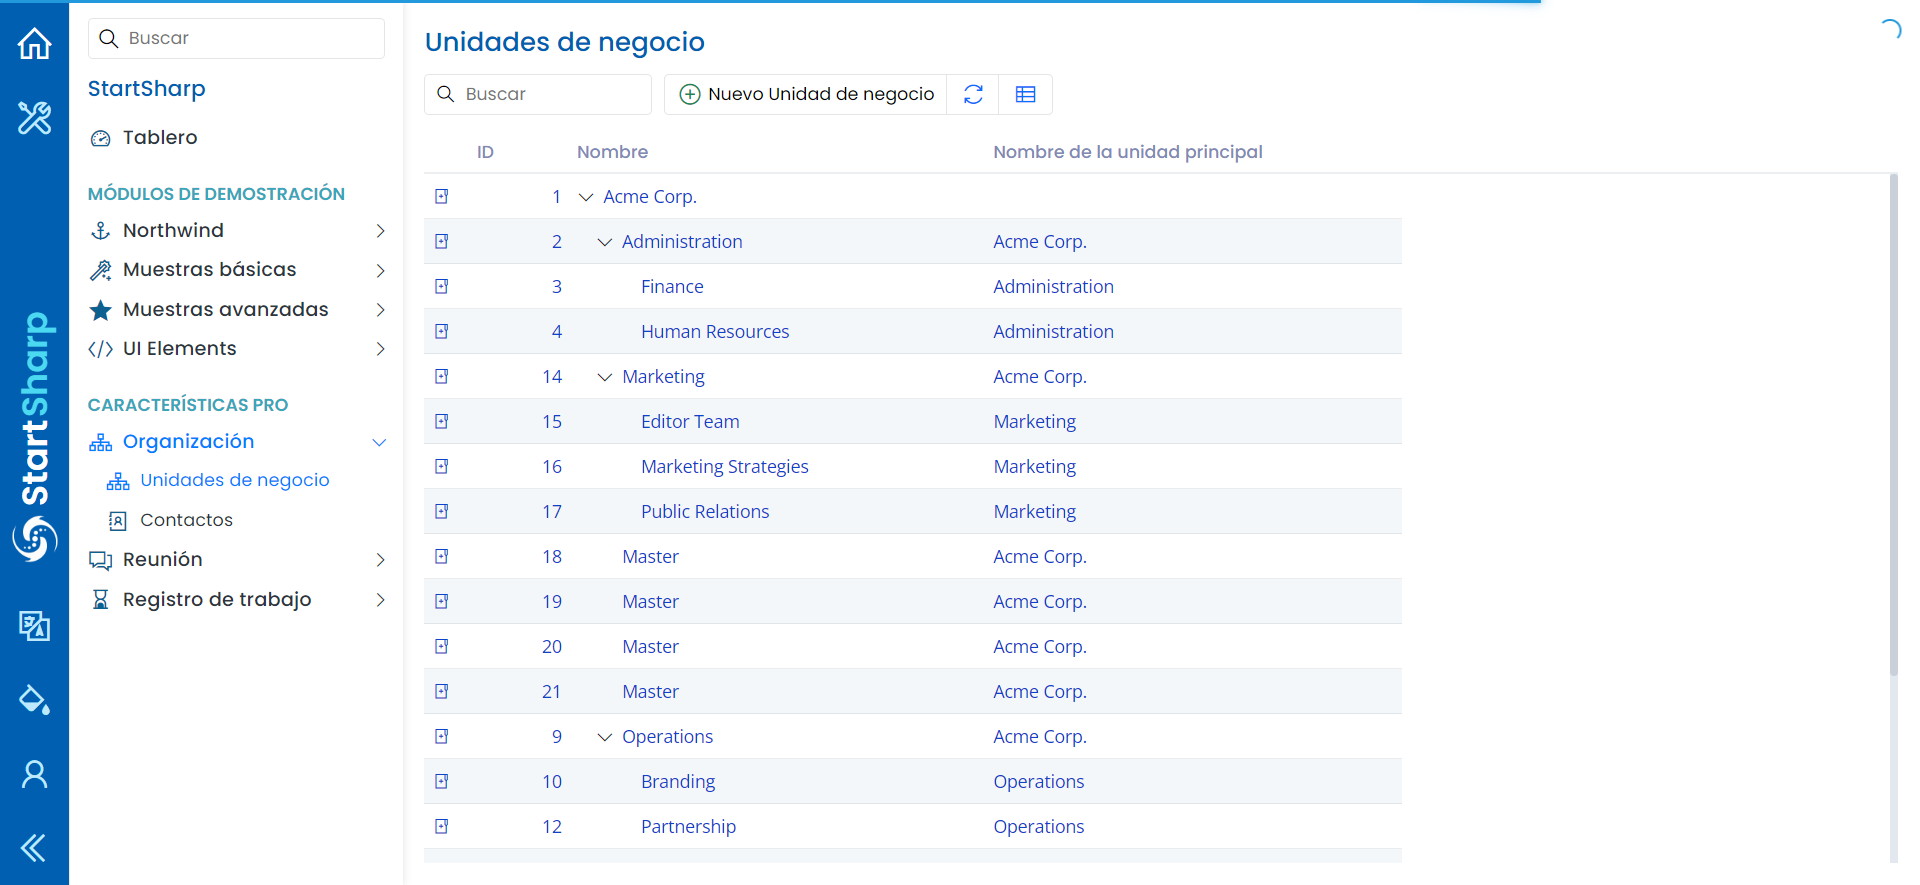 StartSharp
Buscar
StartSharp
Tablero
MÓDULOS DE DEMOSTRACIÓN
Northwind
Muestras básicas
Muestras avanzadas
UI Elements
CARACTERÍSTICAS PRO
Organización
Unidades de negocio
Contactos
Reunión
Registro de trabajo
Unidades de negocio
Buscar Nuevo Unidad de negocio
ID Nombre Nombre de la unidad principal
1 Acme Corp.
2 Administration Acme Corp.
3 Finance Administration
4 Human Resources Administration
14 Marketing Acme Corp.
15 Editor Team Marketing
16 Marketing Strategies Marketing
17 Public Relations Marketing
18 Master Acme Corp.
19 Master Acme Corp.
20 Master Acme Corp.
21 Master Acme Corp.
9 Operations Acme Corp.
10 Branding Operations
12 Partnership Operations